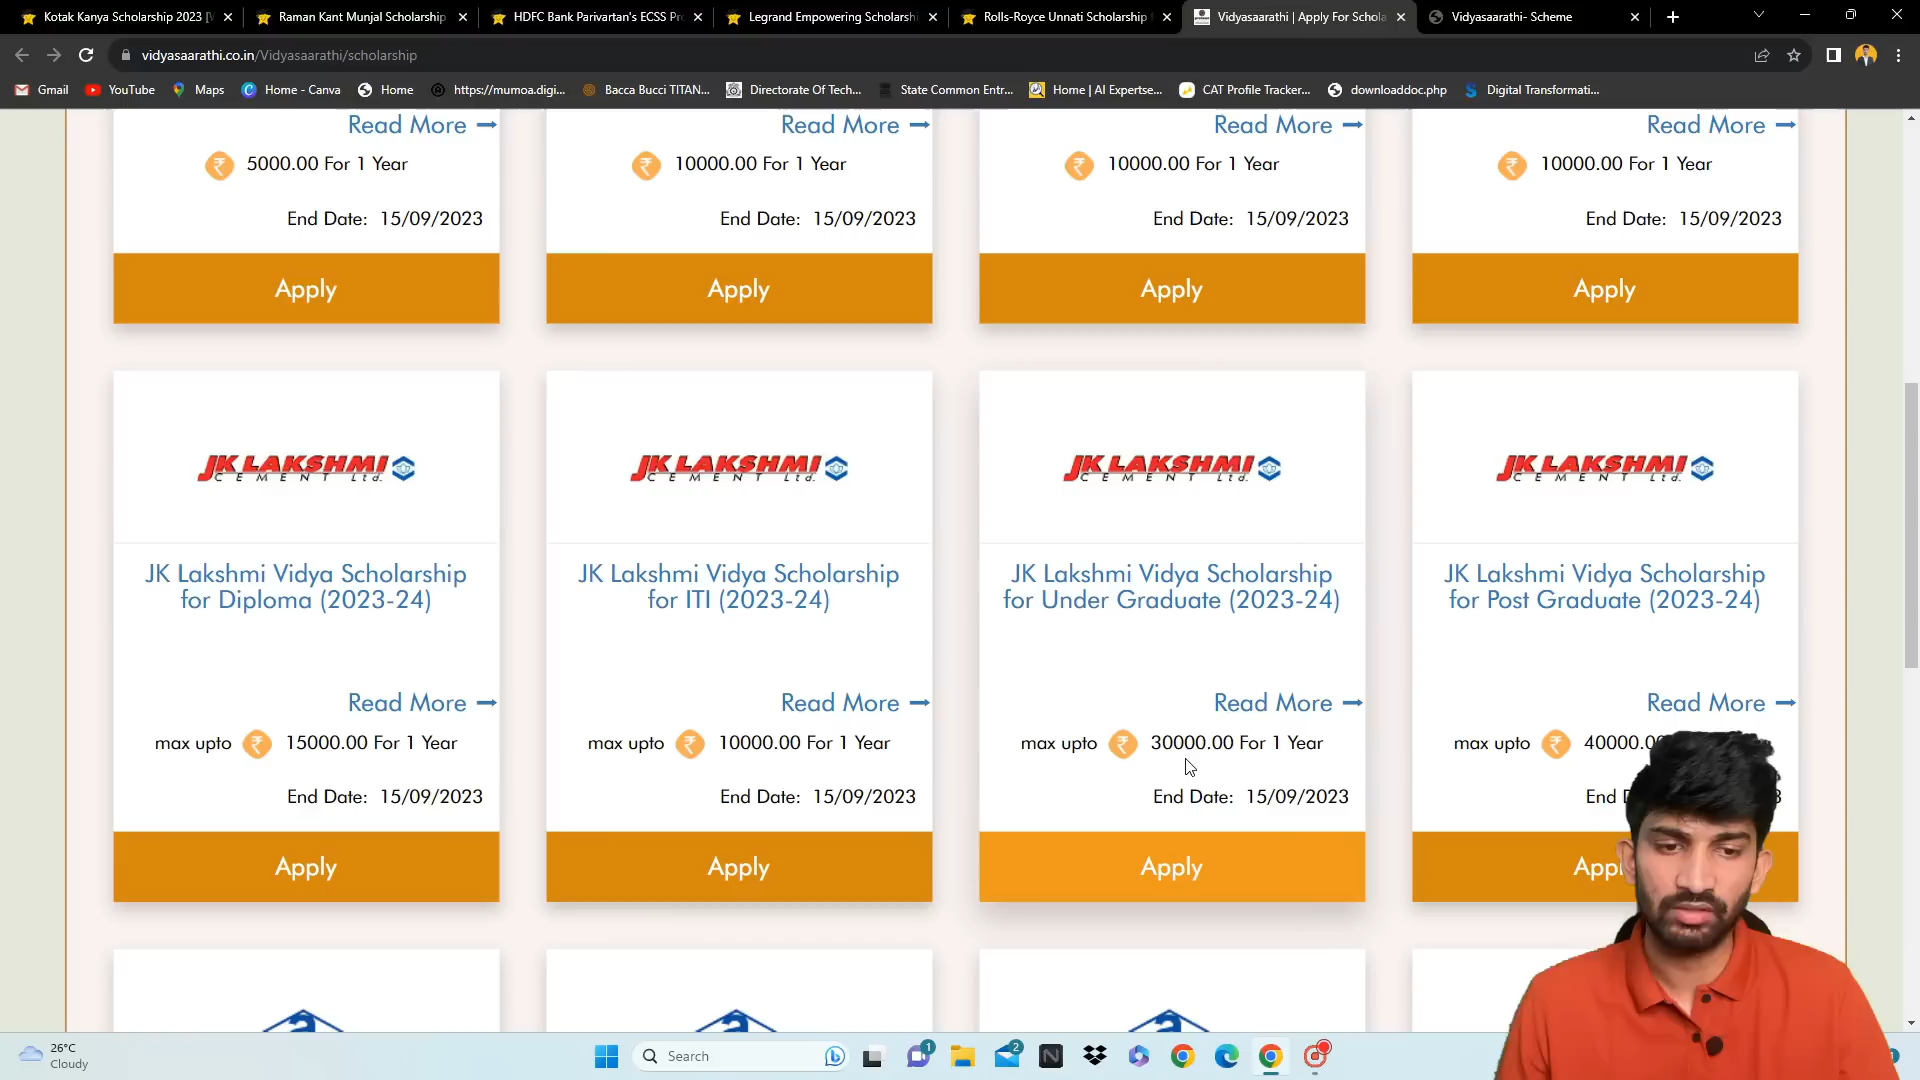 Kotak Kanya Scholarship 2023 [
Raman Kant Munjal Scholarship
HDFC Bank Parivartan's ECSS Pr
Legrand Empowering Scholarsh
Rolls-Royce Unnati Scholarship
Vidyasaarathi | Apply For Schola
Vidyasaarathi- Scheme
vidyasaarathi.co.in/Vidyasaarathi/scholarship
Gmail
YouTube
Maps
Home - Canva
Home
https://mumoa.digi...
Bacca Bucci TITAN...
Directorate Of Tech...
State Common Entr...
Home | AI Expertse...
CAT Profile Tracker...
downloaddoc.php
Digital Transformati...
Read More Read More Read More Read More
5000.00 For 1 Year 10000.00 For 1 Year 10000.00 For 1 Year 10000.00 For 1 Year
End Date: 15/09/2023 End Date: 15/09/2023 End Date: 15/09/2023 End Date: 15/09/2023
Apply Apply Apply Apply
JK LAKSHMI
CEMENT Ltd.
JK Lakshmi Vidya Scholarship
for Diploma (2023-24)
Read More
max upto 15000.00 For 1 Year
End Date: 15/09/2023
Apply
JK LAKSHMI
CEMENT Ltd.
JK Lakshmi Vidya Scholarship
for ITI (2023-24)
Read More
max upto 10000.00 For 1 Year
End Date: 15/09/2023
Apply
JK LAKSHMI
CEMENT Ltd.
JK Lakshmi Vidya Scholarship
for Under Graduate (2023-24)
Read More
max upto 30000.00 For 1 Year
End Date: 15/09/2023
Apply
JK LAKSHMI
CEMENT Ltd.
JK Lakshmi Vidya Scholarship
for Post Graduate (2023-24)
Read More
max upto 40000.0
End
App
26°C
Cloudy
Search
1
2